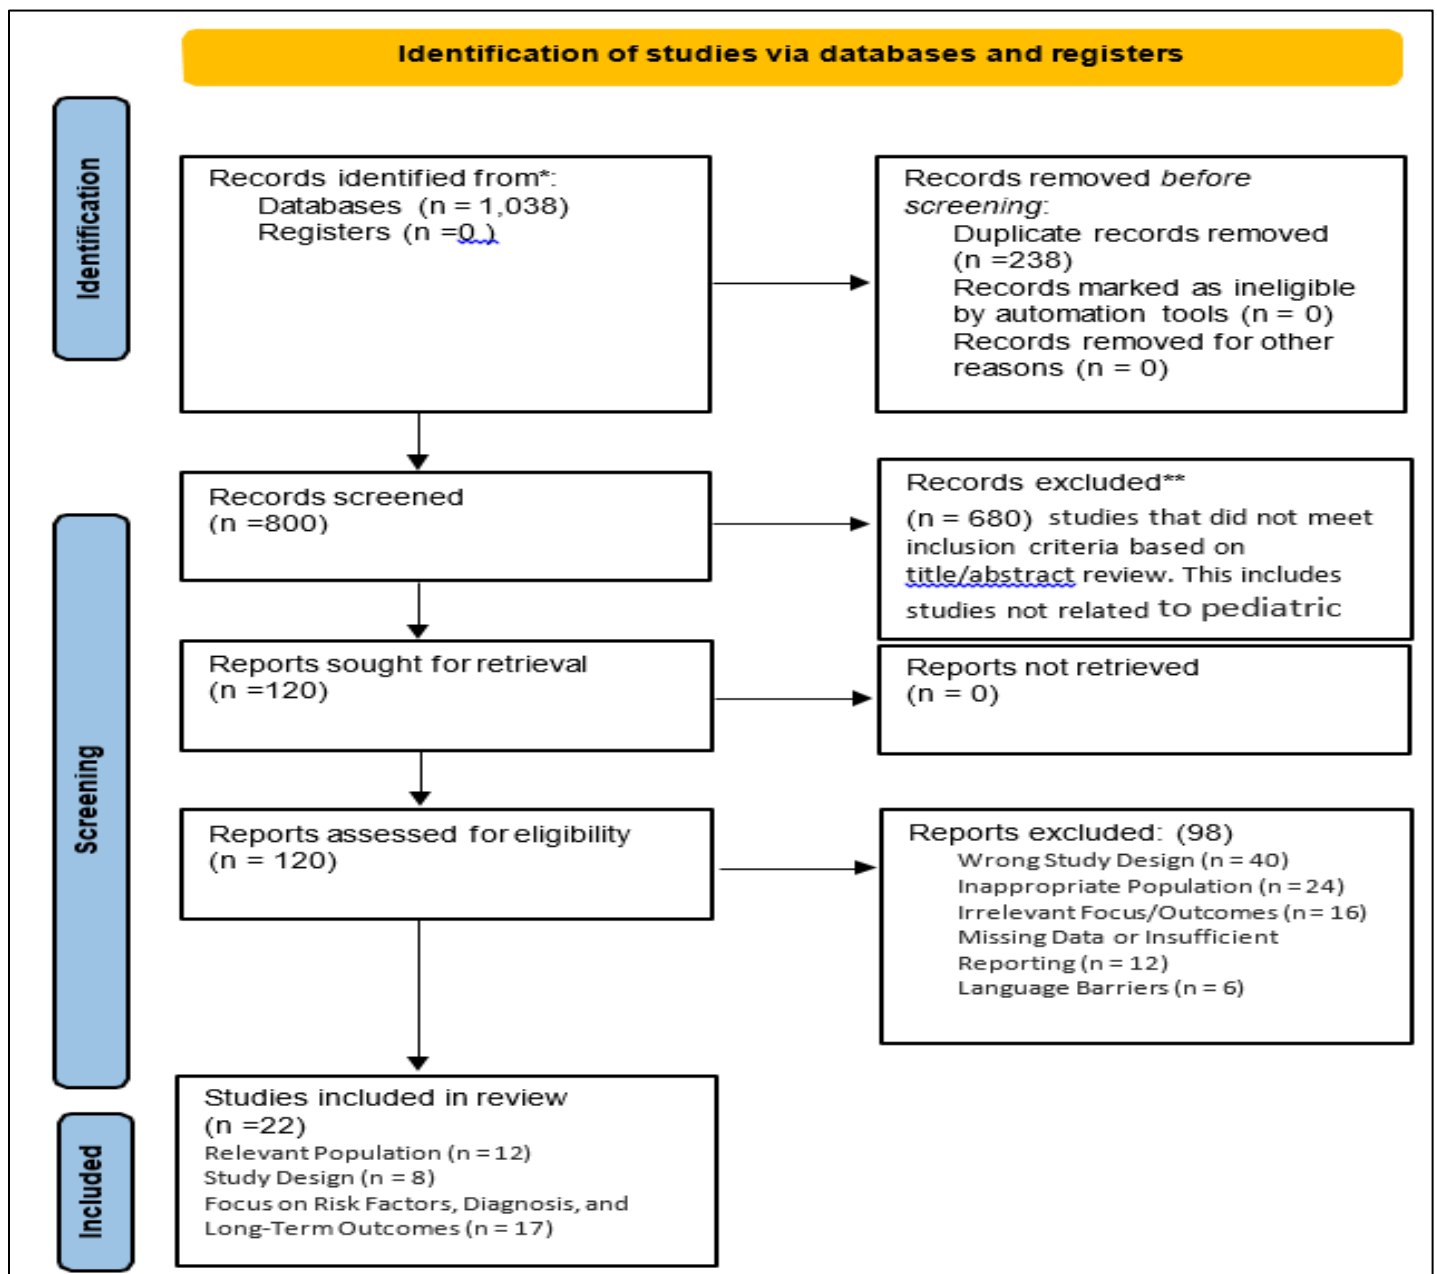 Identification of studies via databases and registers
Identification
Records identified from*:
Databases (n = 1,038)
Registers (n =0 )
Records removed before
screening:
Duplicate records removed
(n =238)
Records marked as ineligible
by automation tools (n = 0)
Records removed for other
reasons (n = 0)
Screening
Records screened
(n =800)
Records excluded**
(n = 680) studies that did not meet
inclusion criteria based on
title/abstract review. This includes
studies not related to pediatric
Reports sought for retrieval
(n =120)
Reports not retrieved
(n = 0)
Reports assessed for eligibility
(n = 120)
Reports excluded: (98)
Wrong Study Design (n = 40)
Inappropriate Population (n = 24)
Irrelevant Focus/Outcomes (n = 16)
Missing Data or Insufficient
Reporting (n = 12)
Language Barriers (n = 6)
Included
Studies included in review
(n =22)
Relevant Population (n = 12)
Study Design (n = 8)
Focus on Risk Factors, Diagnosis, and
Long-Term Outcomes (n = 17)